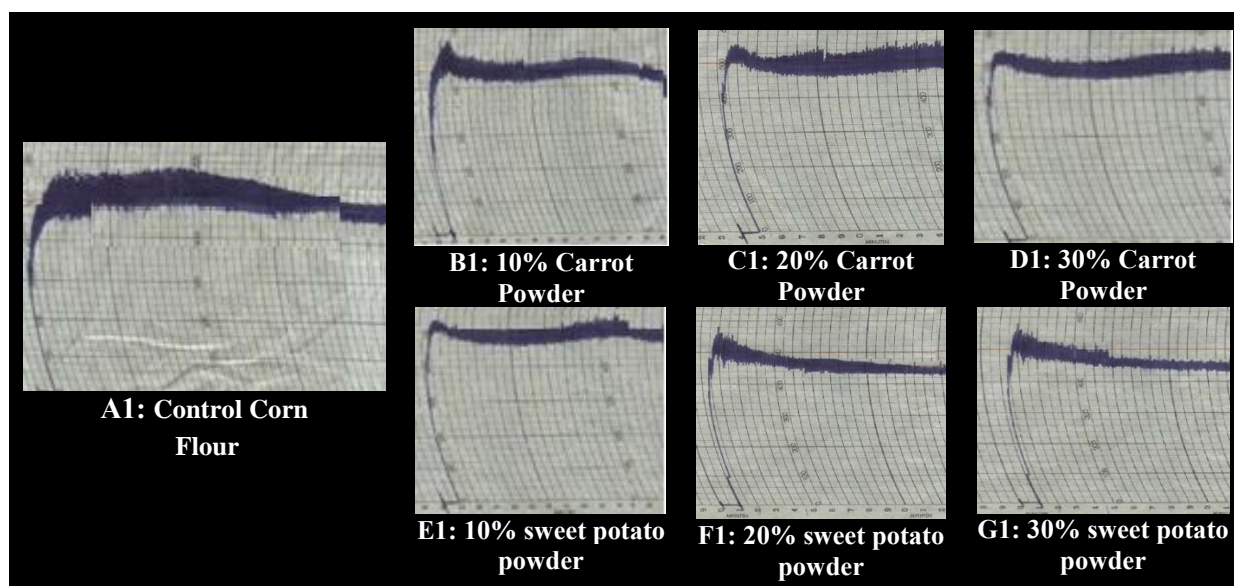 A1: Control Corn
Flour
B1: 10% Carrot
Powder
C1: 20% Carrot
Powder
D1: 30% Carrot
Powder
E1: 10% sweet potato
powder
F1: 20% sweet potato
powder
G1: 30% sweet potato
powder